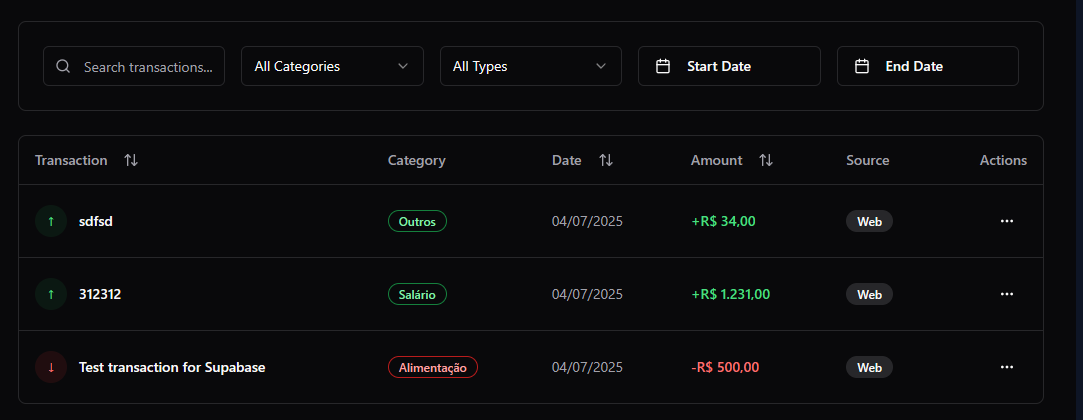 Search transactions... All Categories All Types Start Date End Date
Transaction Category Date Amount Source Actions
↑ sdfsd Outros 04/07/2025 +R$ 34,00 Web ...
↑ 312312 Salário 04/07/2025 +R$ 1.231,00 Web ...
↓ Test transaction for Supabase Alimentação 04/07/2025 -R$ 500,00 Web ...